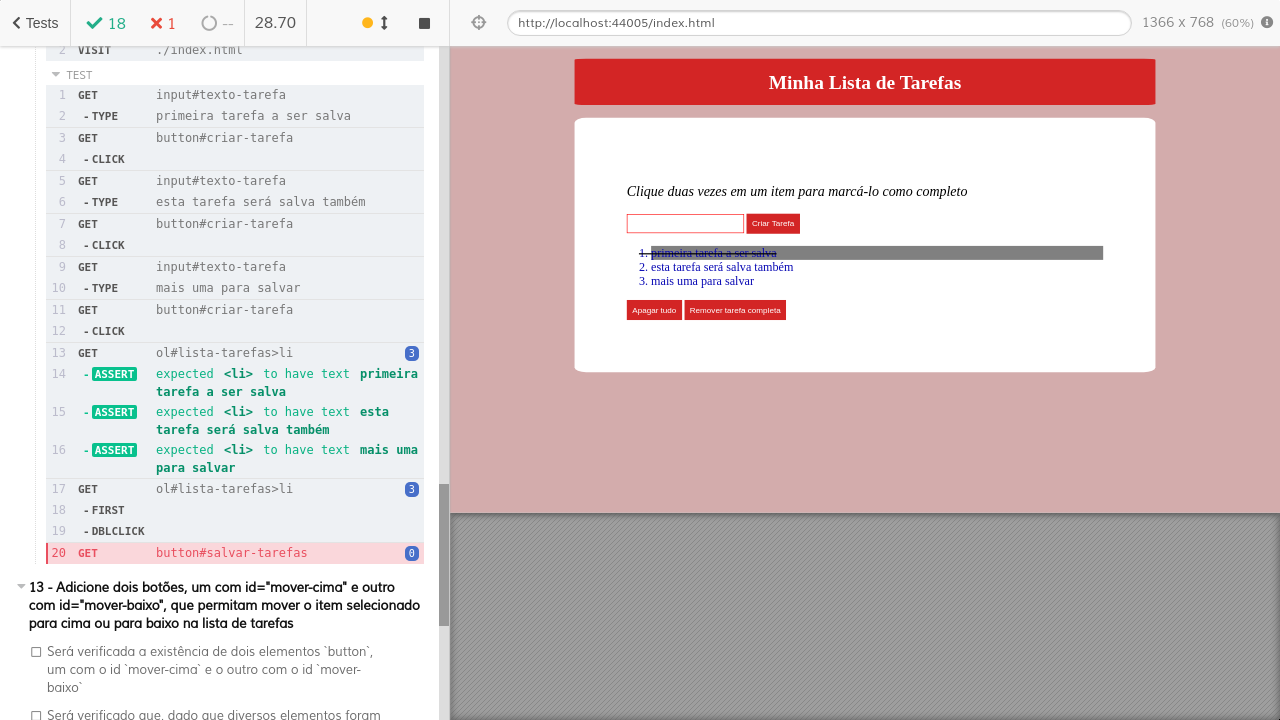 Tests 18 1 -- 28.70
http://localhost:44005/index.html 1366 x 768 (60%)
2 VISIT ./index.html
TEST
1 GET input#texto-tarefa
2 - TYPE primeira tarefa a ser salva
3 GET button#criar-tarefa
4 - CLICK
5 GET input#texto-tarefa
6 - TYPE esta tarefa será salva também
7 GET button#criar-tarefa
8 - CLICK
9 GET input#texto-tarefa
10 - TYPE mais uma para salvar
11 GET button#criar-tarefa
12 - CLICK
13 GET ol#lista-tarefas>li 3
14 - ASSERT expected <li> to have text primeira
tarefa a ser salva
15 - ASSERT expected <li> to have text esta
tarefa será salva também
16 - ASSERT expected <li> to have text mais uma
para salvar
17 GET ol#lista-tarefas>li 3
18 - FIRST
19 - DBLCLICK
20 GET button#salvar-tarefas 0
13 - Adicione dois botões, um com id="mover-cima" e outro
com id="mover-baixo", que permitam mover o item selecionado
para cima ou para baixo na lista de tarefas
Será verificada a existência de dois elementos `button`,
um com o id `mover-cima` e o outro com o id `mover-
baixo`
Será verificado que, dado que diversos elementos foram
Minha Lista de Tarefas
Clique duas vezes em um item para marcá-lo como completo
Criar Tarefa
1. primeira tarefa a ser salva
2. esta tarefa será salva também
3. mais uma para salvar
Apagar tudo Remover tarefa completa